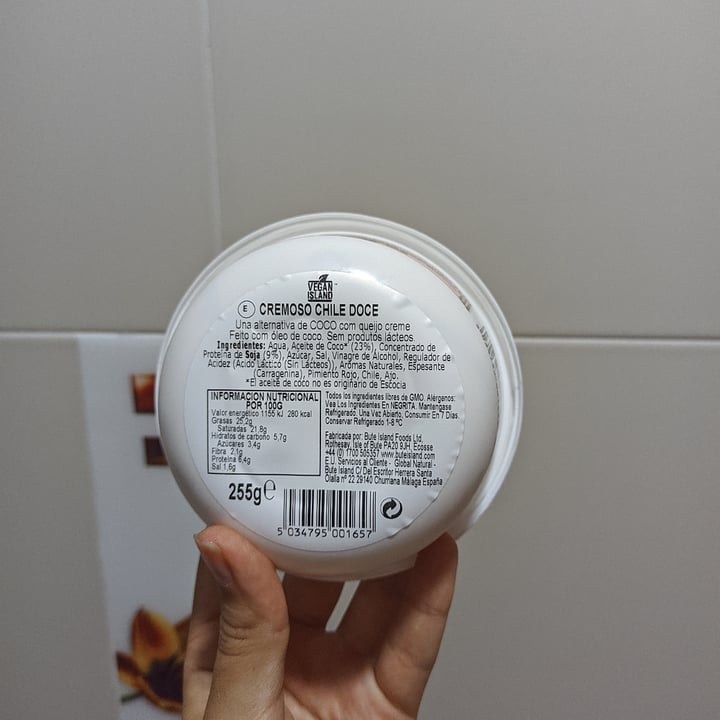 VEGAN
ISLAND
E CREMOSO CHILE DOCE
Una alternativa de COCO com queijo creme
Feito com óleo de coco. Sem produtos lácteos.
Ingredientes: Agua, Aceite de Coco* (23%), Concentrado de
Proteina de Soja (9%), Azúcar, Sal, Vinagre de Alcohol, Regulador de
Acidez (Acido Láctico (Sin Lácteos)), Aromas Naturales, Espesante
(Carragenina), Pimiento Rojo, Chile, Ajo.
*El aceite de coco no es originario de Escocia
INFORMACION NUTRICIONAL
POR 100G
Valor energético 1155 kJ 280 kcal
Grasas 25,2g
Saturadas 21,8g
Hidratos de carbono 5,7g
Azúcares 3,4g
Fibra 2,1g
Proteina 6,4g
Sal 1,6g
Todos los ingredientes libres de GMO. Alérgenos:
Vea Los Ingredientes En NEGRITA. Mantengase
Refrigerado. Una Vez Abierto, Consumir En 7 Días.
Conservar Refrigerado 1-8 ºC
Fabricada por: Bute Island Foods Ltd,
Rothesay, Isle of Bute PA20 9JH, Ecosse
+44 (0) 1700 505357 www.buteisland.com
E.U. Servicios al Cliente - Global Natural -
Bute Island C/ Del Escritor Herrera Santa
Olalla nº 22 29140 Churriana Málaga España
255g℮
5 034795 001657